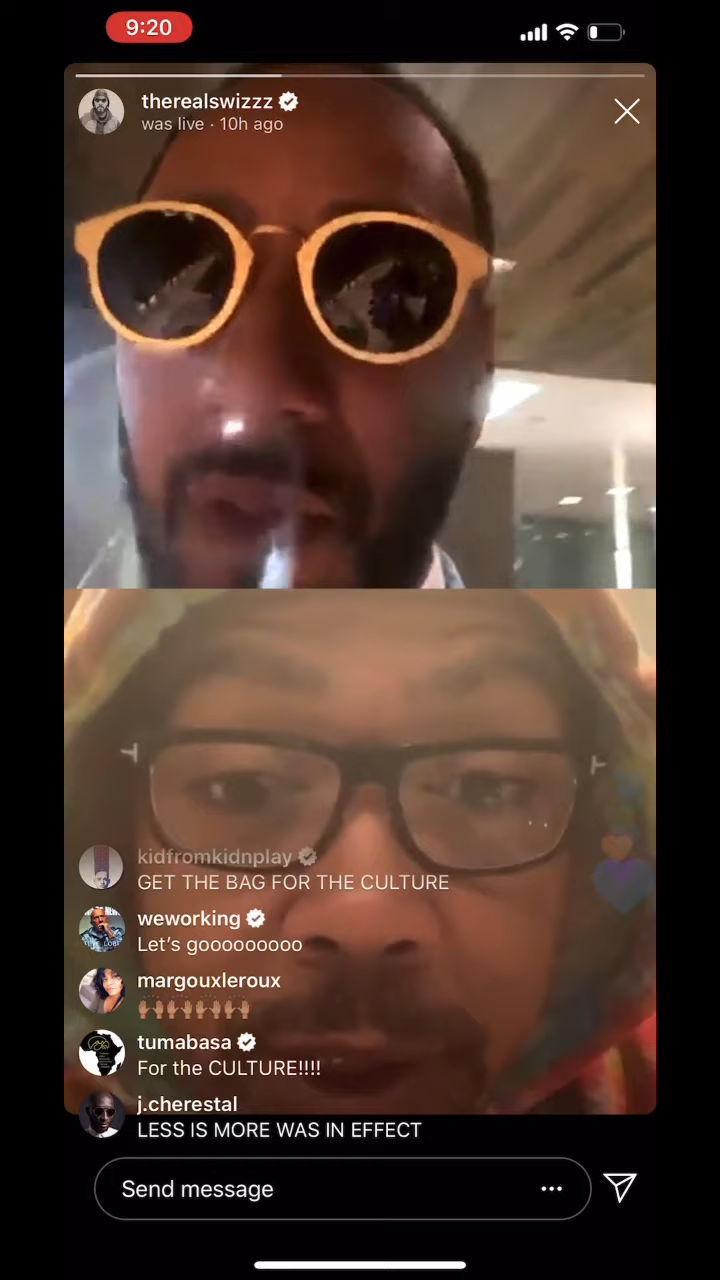 9:20
therealswizzz
was live · 10h ago
kidfromkidnplay
GET THE BAG FOR THE CULTURE
weworking
Let's gooooooooo
margouxleroux
🙌🏽🙌🏽🙌🏽🙌🏽🙌🏽
tumabasa
For the CULTURE!!!!
j.cherestal
LESS IS MORE WAS IN EFFECT
Send message